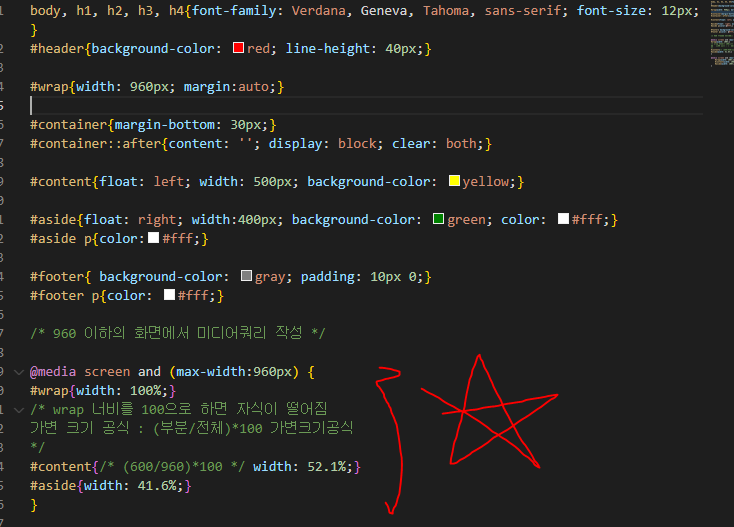 body, h1, h2, h3, h4{font-family: Verdana, Geneva, Tahoma, sans-serif; font-size: 12px;
}
#header{background-color: red; line-height: 40px;}
#wrap{width: 960px; margin:auto;}
#container{margin-bottom: 30px;}
#container::after{content: ''; display: block; clear: both;}
#content{float: left; width: 500px; background-color: yellow;}
#aside{float: right; width:400px; background-color: green; color: #fff;}
#aside p{color:#fff;}
#footer{ background-color: gray; padding: 10px 0;}
#footer p{color: #fff;}
/* 960 이하의 화면에서 미디어쿼리 작성 */
@media screen and (max-width:960px) {
#wrap{width: 100%;}
/* wrap 너비를 100으로 하면 자식이 떨어짐
가변 크기 공식 : (부분/전체)*100 가변크기공식
*/
#content{/* (600/960)*100 */ width: 52.1%;}
#aside{width: 41.6%;}
}